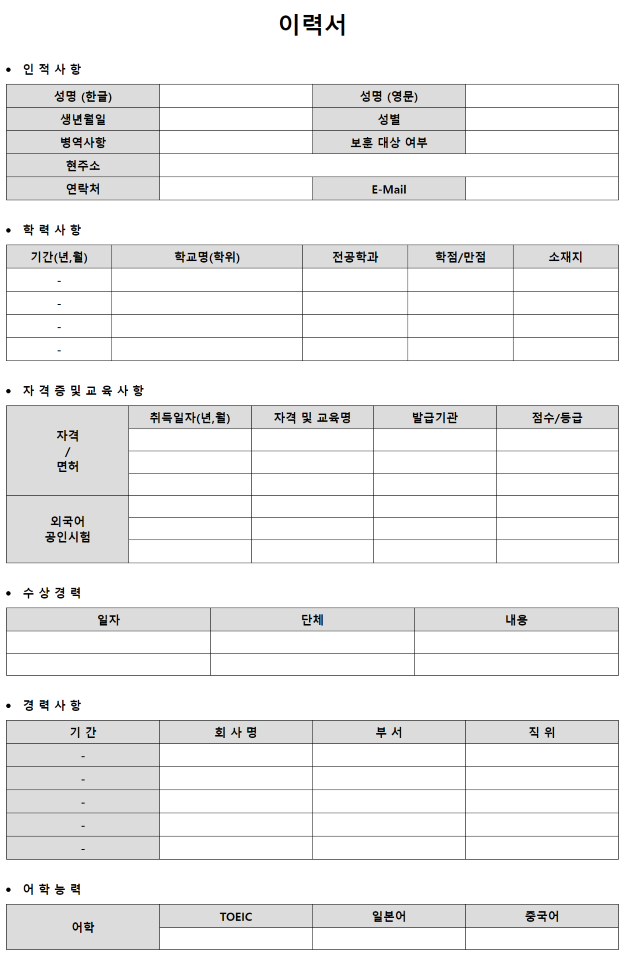 이력서
• 인 적 사 항
성명 (한글) 성명 (영문)
생년월일 성별
병역사항 보훈 대상 여부
현주소
연락처 E-Mail
• 학 력 사 항
기간(년,월) 학교명(학위) 전공학과 학점/만점 소재지
-
-
-
-
• 자 격 증 및 교 육 사 항
취득일자(년,월) 자격 및 교육명 발급기관 점수/등급
자격
/
면허
외국어
공인시험
• 수 상 경 력
일자 단체 내용
• 경 력 사 항
기 간 회 사 명 부 서 직 위
-
-
-
-
-
• 어 학 능 력
어학 TOEIC 일본어 중국어